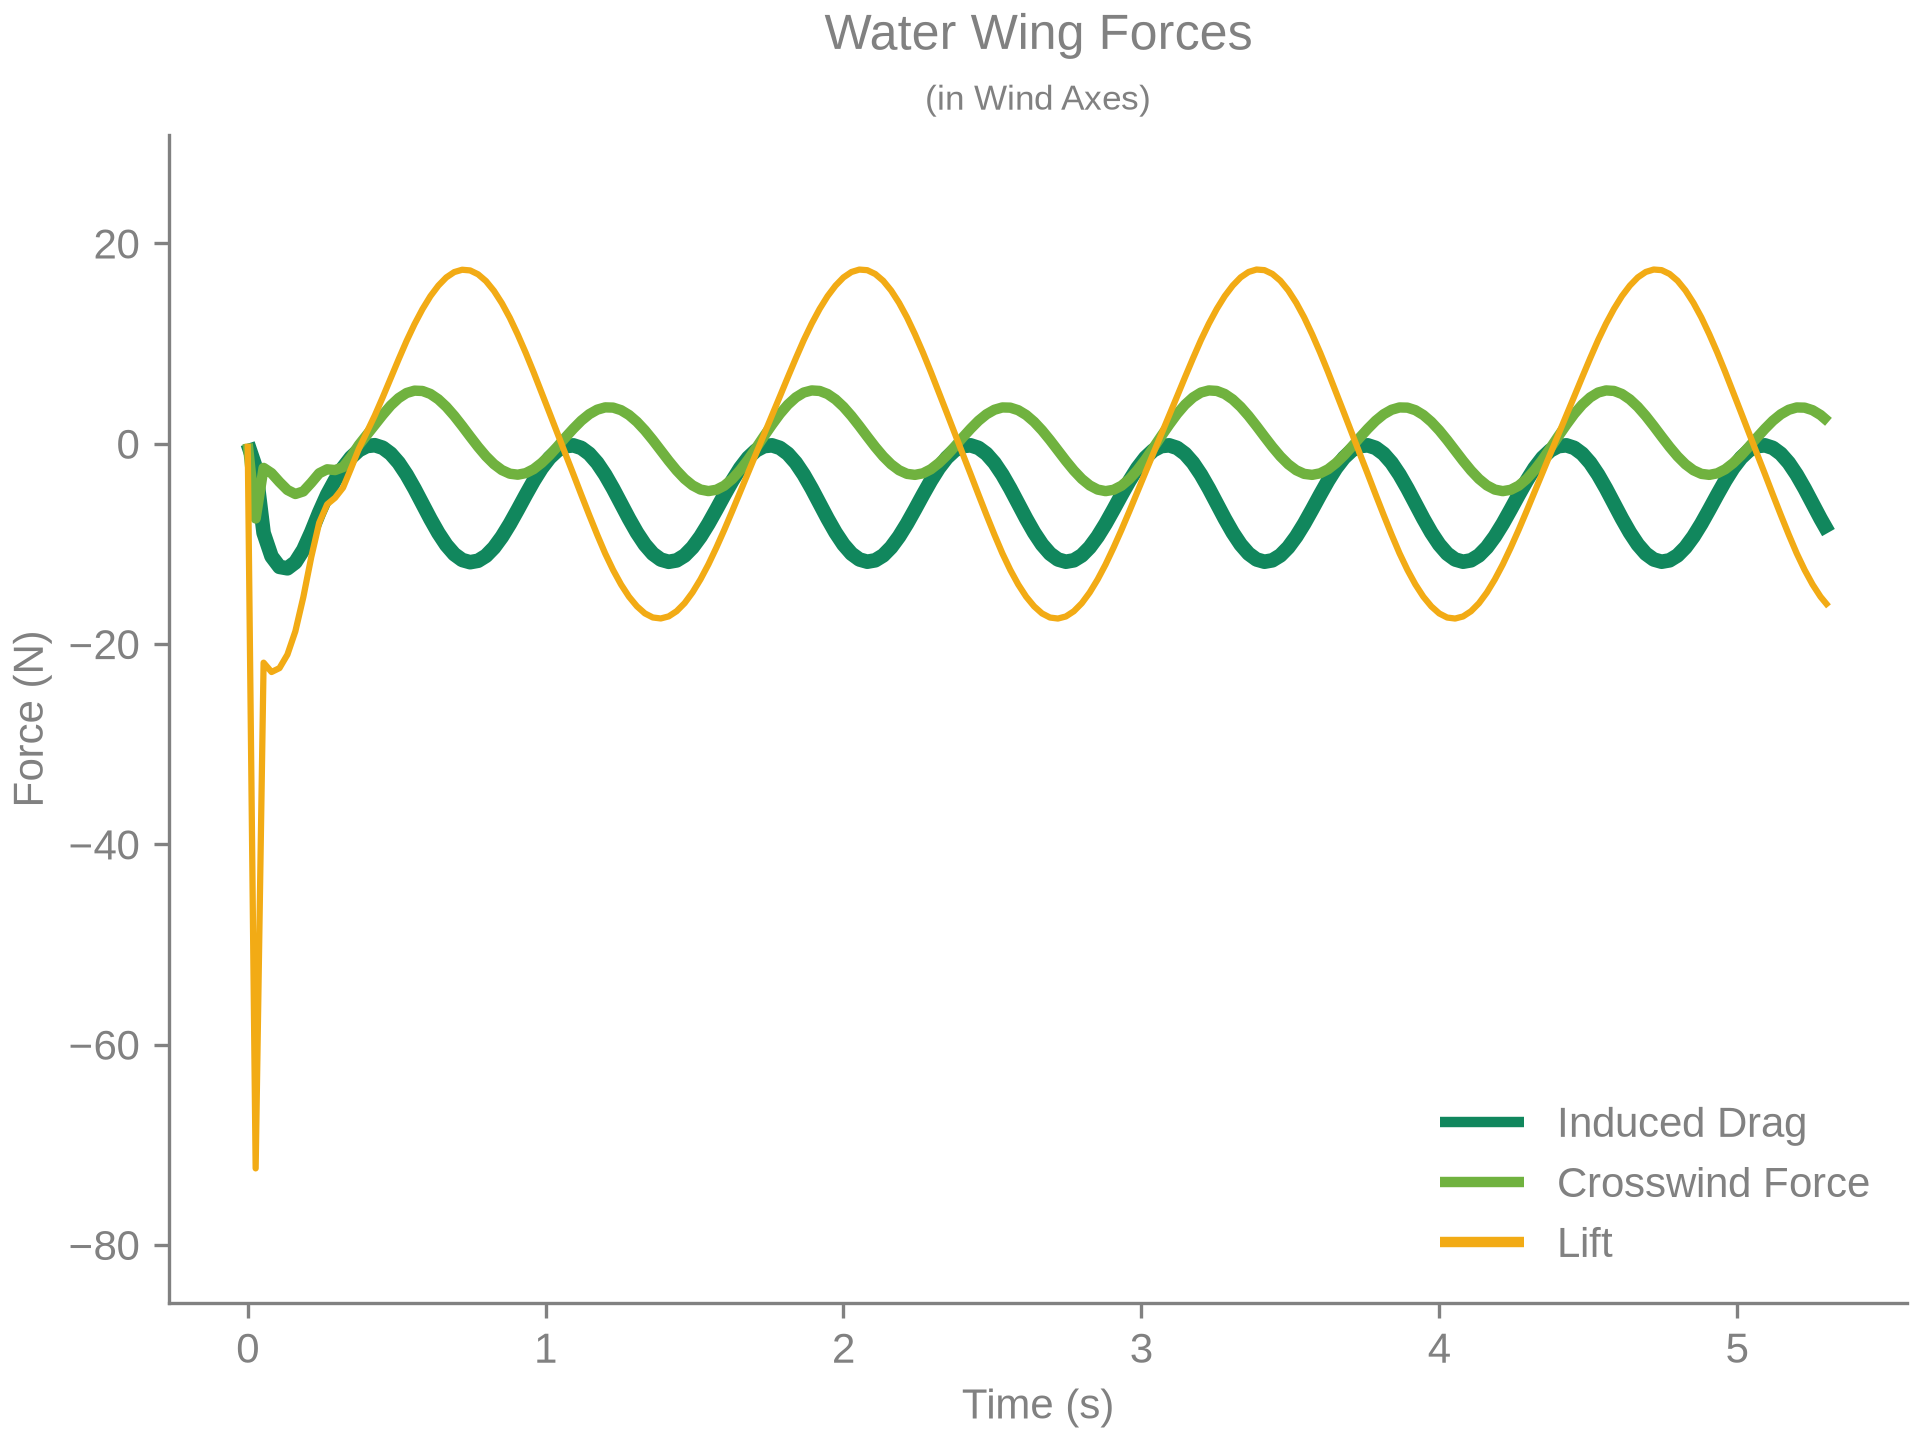 Water Wing Forces
(in Wind Axes)
Force (N)
20
0
−20
−40
−60
−80
0 1 2 3 4 5
Time (s)
Induced Drag
Crosswind Force
Lift